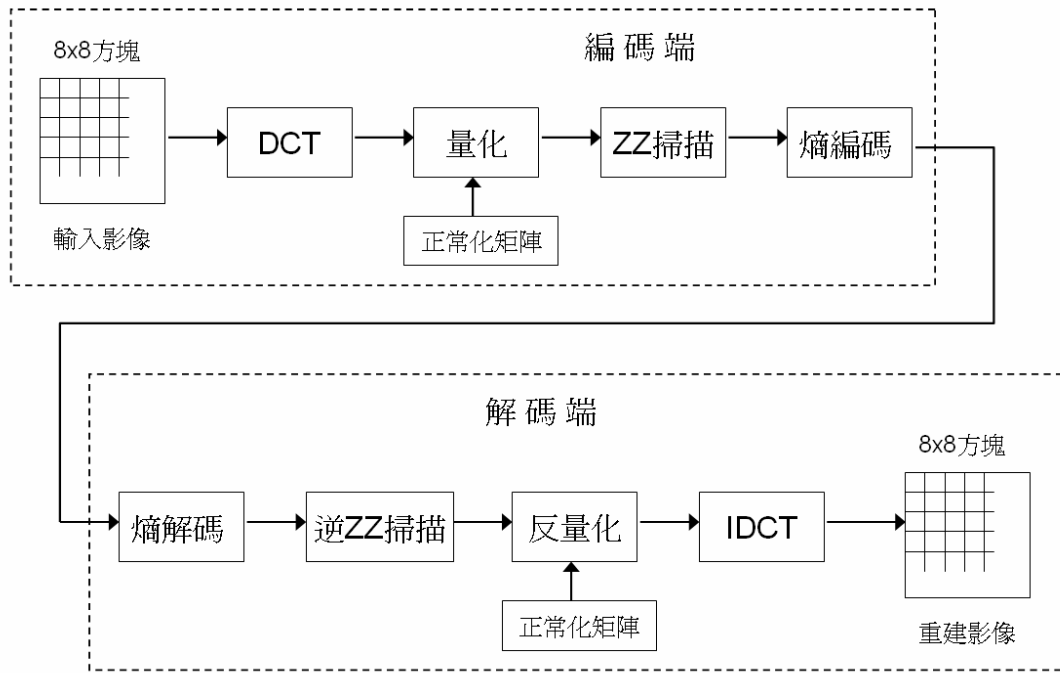 編碼端
8x8方塊
輸入影像
DCT
量化
ZZ掃描
熵編碼
正常化矩陣
解碼端
熵解碼
逆ZZ掃描
反量化
IDCT
8x8方塊
重建影像
正常化矩陣